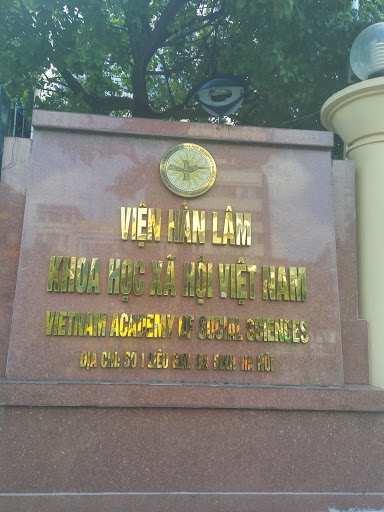 VIỆN HÀN LÂM
KHOA HỌC XÃ HỘI VIỆT NAM
VIETNAM ACADEMY OF SOCIAL SCIENCES
ĐỊA CHỈ: SỐ 1 LIỄU GIAI, BA ĐÌNH, HÀ NỘI